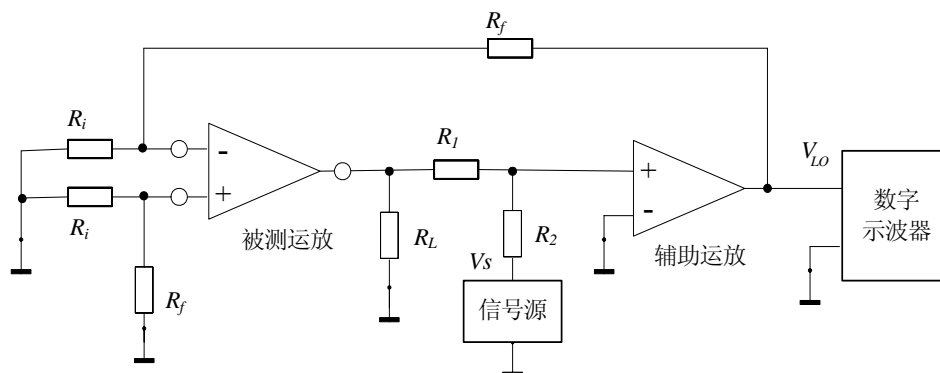 R_f
R_i
R_1
V_LO
-
+
+
-
数字
示波器
R_i
被测运放
R_L
R_2
辅助运放
Vs
R_f
信号源